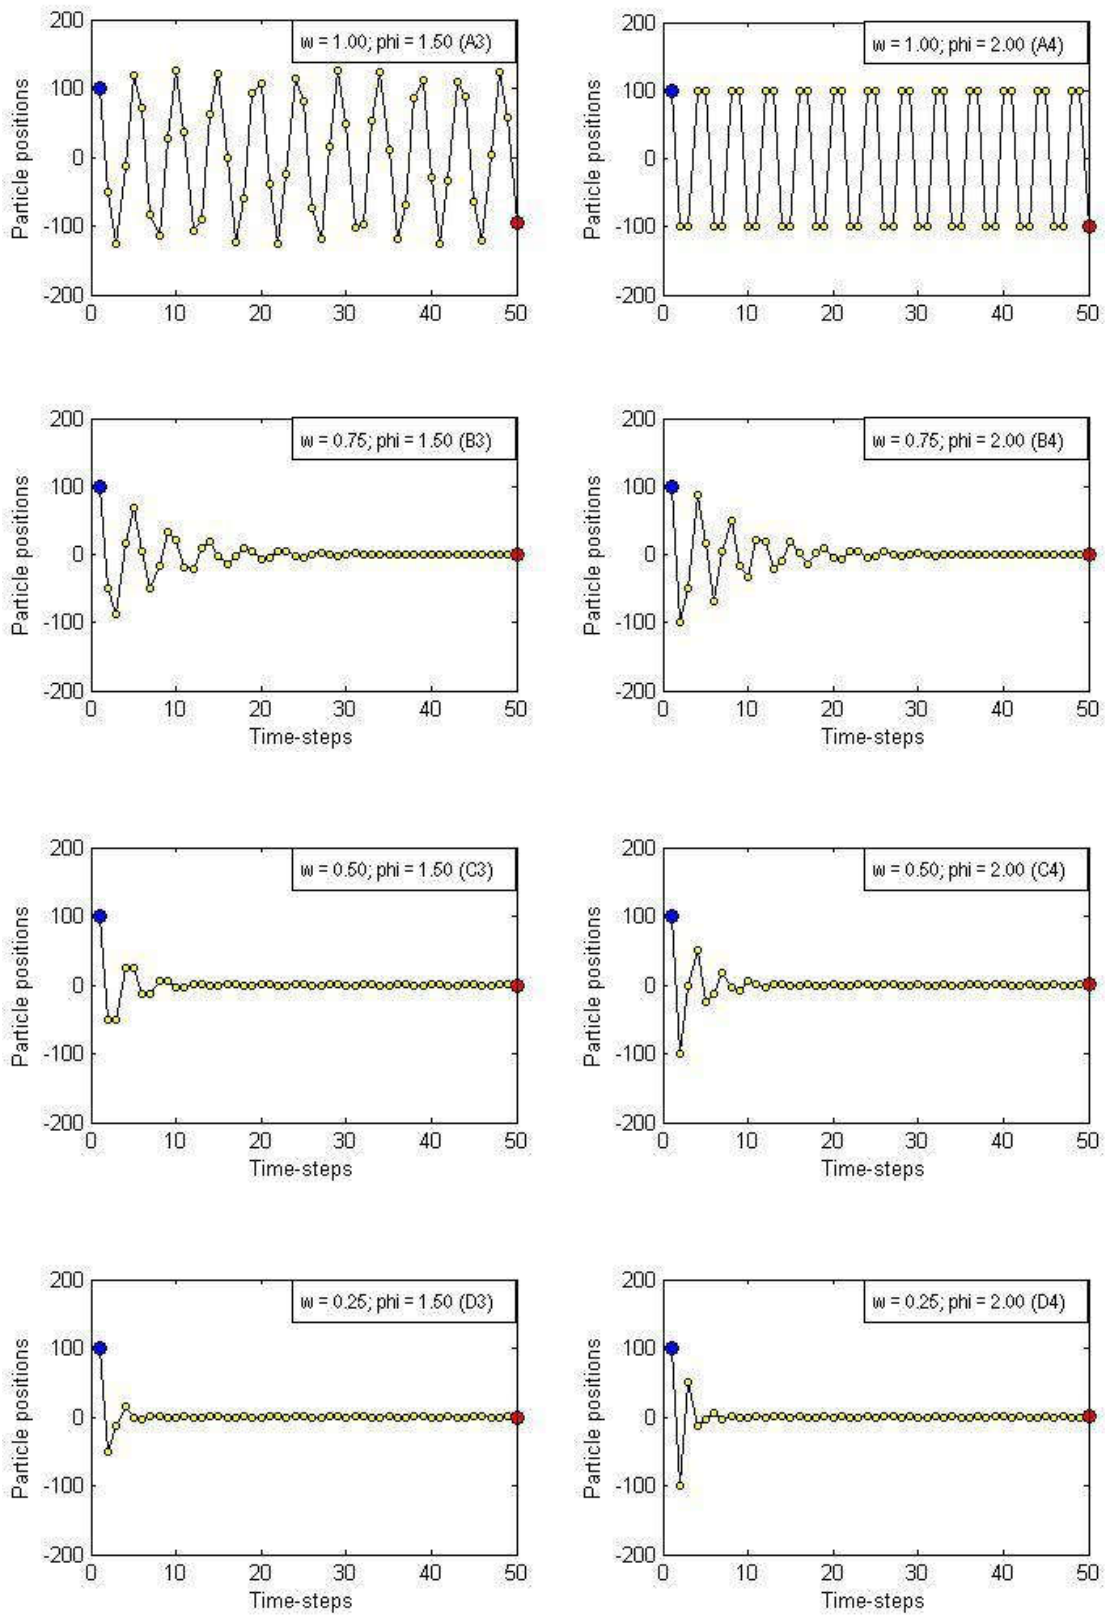 w = 1.00; phi = 1.50 (A3)
200
100
0
-100
-200
Particle positions
0 10 20 30 40 50
w = 1.00; phi = 2.00 (A4)
200
100
0
-100
-200
Particle positions
0 10 20 30 40 50
w = 0.75; phi = 1.50 (B3)
200
100
0
-100
-200
Particle positions
0 10 20 30 40 50
Time-steps
w = 0.75; phi = 2.00 (B4)
200
100
0
-100
-200
Particle positions
0 10 20 30 40 50
Time-steps
w = 0.50; phi = 1.50 (C3)
200
100
0
-100
-200
Particle positions
0 10 20 30 40 50
Time-steps
w = 0.50; phi = 2.00 (C4)
200
100
0
-100
-200
Particle positions
0 10 20 30 40 50
Time-steps
w = 0.25; phi = 1.50 (D3)
200
100
0
-100
-200
Particle positions
0 10 20 30 40 50
Time-steps
w = 0.25; phi = 2.00 (D4)
200
100
0
-100
-200
Particle positions
0 10 20 30 40 50
Time-steps